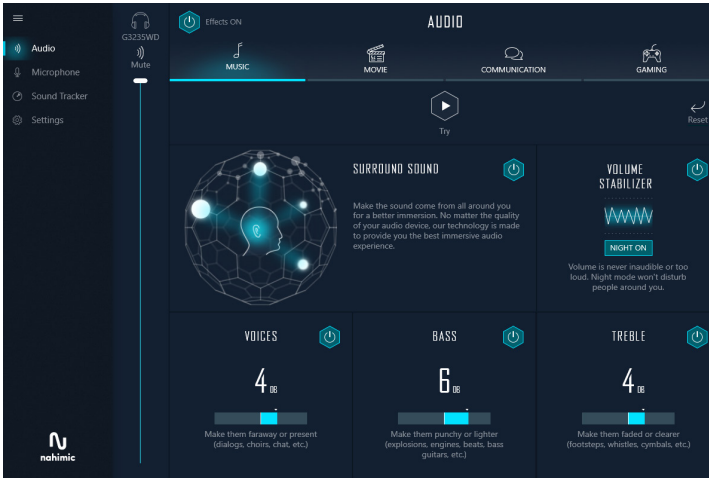 Audio
Microphone
Sound Tracker
Settings
nahimic
G3235WD
Mute
Effects ON
AUDIO
MUSIC
MOVIE
COMMUNICATION
GAMING
Try
Reset
SURROUND SOUND
Make the sound come from all around you
for a better immersion. No matter the quality
of your audio device, our technology is made
to provide you the best immersive audio
experience.
VOLUME
STABILIZER
NIGHT ON
Volume is never inaudible or too
loud. Night mode won't disturb
people around you.
VOICES
4 DB
Make them faraway or present
(dialogs, choirs, chat, etc.)
BASS
6 DB
Make them punchy or lighter
(explosions, engines, beats, bass
guitars, etc.)
TREBLE
4 DB
Make them faded or clearer
(footsteps, whistles, cymbals, etc.)